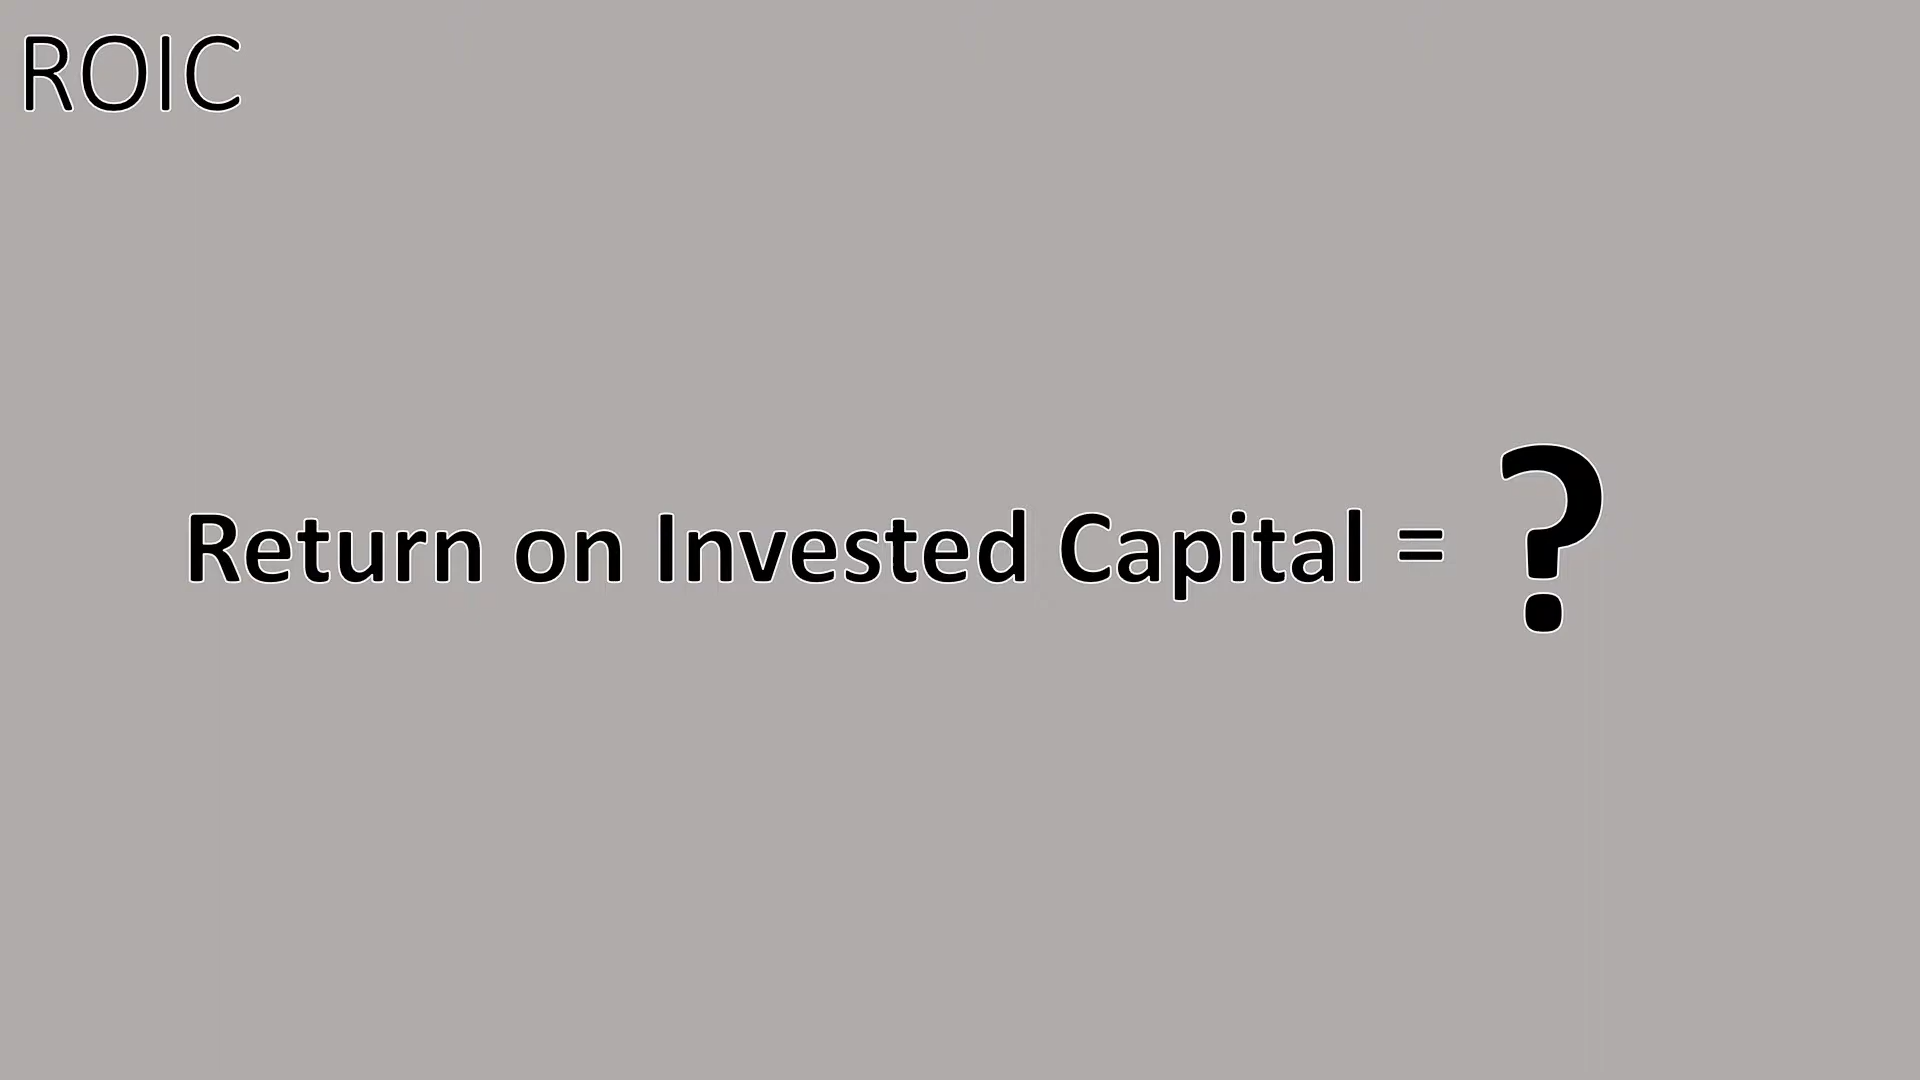 ROIC
Return on Invested Capital = ?